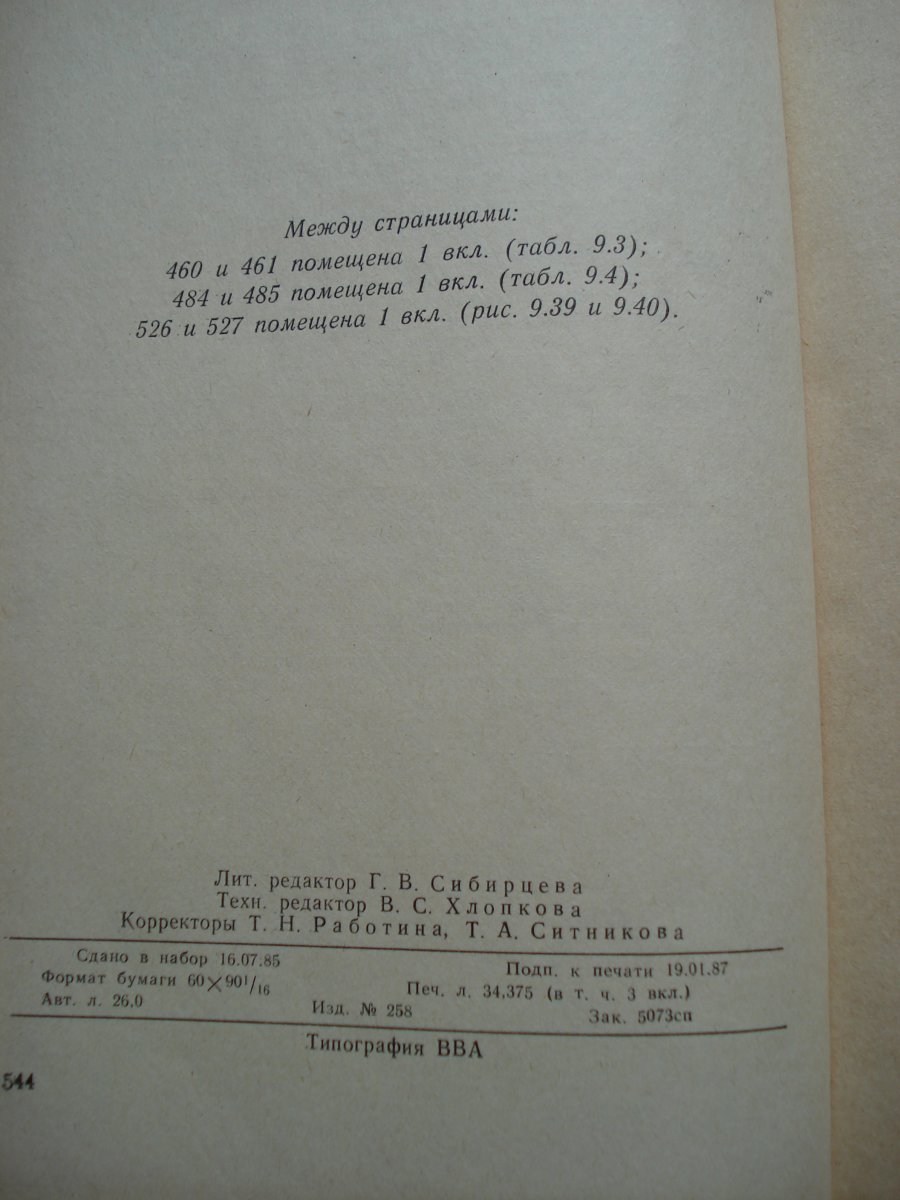 Между страницами:
460 и 461 помещена 1 вкл. (табл. 9.3);
484 и 485 помещена 1 вкл. (табл. 9.4);
526 и 527 помещена 1 вкл. (рис. 9.39 и 9.40).
Лит. редактор Г. В. Сибирцева
Техн. редактор В. С. Хлопкова
Корректоры Т. Н. Работина, Т. А. Ситникова
Сдано в набор 16.07.85 Подп. к печати 19.01.87
Формат бумаги 60×90¹/₁₆ Печ. л. 34,375 (в т. ч. 3 вкл.)
Авт. л. 26,0 Изд. № 258 Зак. 5073сп
Типография ВВА
544